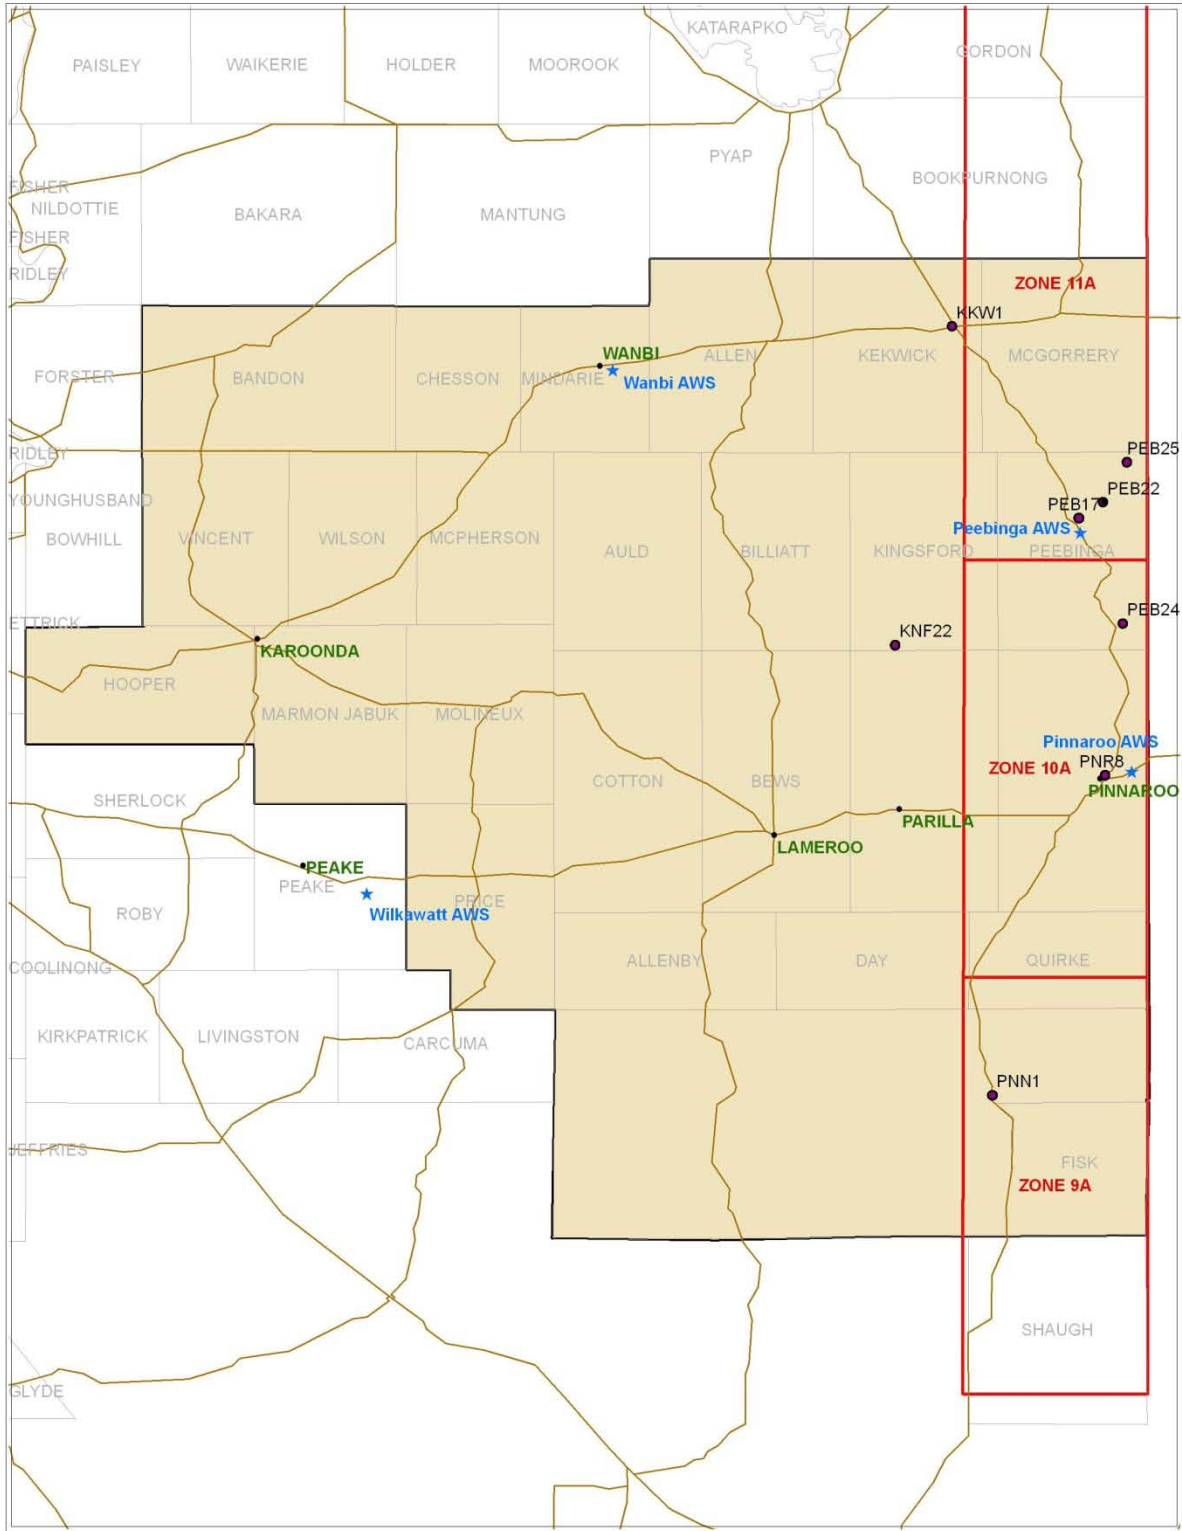 KATARAPKO
GORDON
PAISLEY
WAIKERIE
HOLDER
MOOROOK
PYAP
BOOKPURNONG
FISHER
NILDOTTIE
BAKARA
MANTUNG
FISHER
RIDLEY
ZONE 11A
KKW1
WANBI
ALLEN
KEKWICK
MCGORRERY
FORSTER
BANDON
CHESSON
MINDARIE
Wanbi AWS
RIDLEY
PEB25
YOUNGHUSBAND
PEB22
PEB17
BOWHILL
VINCENT
WILSON
MCPHERSON
AULD
BILLIATT
KINGSFORD
Peebinga AWS
PEEBINGA
ETTRICK
PEB24
KNF22
KAROONDA
HOOPER
MARMON JABUK
MOLINEUX
Pinnaroo AWS
PNR8
ZONE 10A
COTTON
BEWS
PINNAROO
SHERLOCK
PARILLA
LAMEROO
PEAKE
PEAKE
PRICE
ROBY
Wilkawatt AWS
COOLINONG
ALLENBY
DAY
QUIRKE
KIRKPATRICK
LIVINGSTON
CARCUMA
PNN1
JEFFRIES
FISK
ZONE 9A
SHAUGH
GLYDE